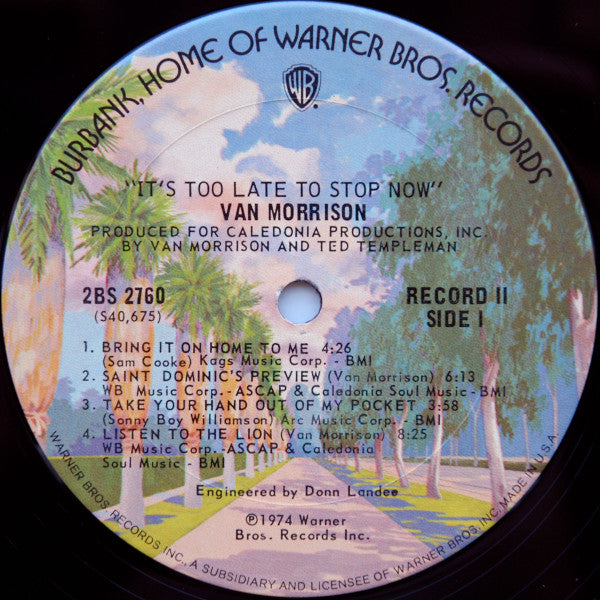 BURBANK, HOME OF WARNER BROS. RECORDS
WB
"IT'S TOO LATE TO STOP NOW"
VAN MORRISON
PRODUCED FOR CALEDONIA PRODUCTIONS, INC.
BY VAN MORRISON AND TED TEMPLEMAN
2BS 2760
(S40,675)
RECORD II
SIDE I
1. BRING IT ON HOME TO ME 4:26
(Sam Cooke) Kags Music Corp. - BMI
2. SAINT DOMINIC'S PREVIEW (Van Morrison) 6:13
WB Music Corp. -ASCAP & Caledonia Soul Music - BMI
3. TAKE YOUR HAND OUT OF MY POCKET 3:58
(Sonny Boy Williamson) Arc Music Corp. - BMI
4. LISTEN TO THE LION (Van Morrison) 8:25
WB Music Corp. -ASCAP & Caledonia
Soul Music - BMI
Engineered by Donn Landee
℗1974 Warner
Bros. Records Inc.
WARNER BROS. RECORDS INC., A SUBSIDIARY AND LICENSEE OF WARNER BROS. INC. MADE IN U.S.A.